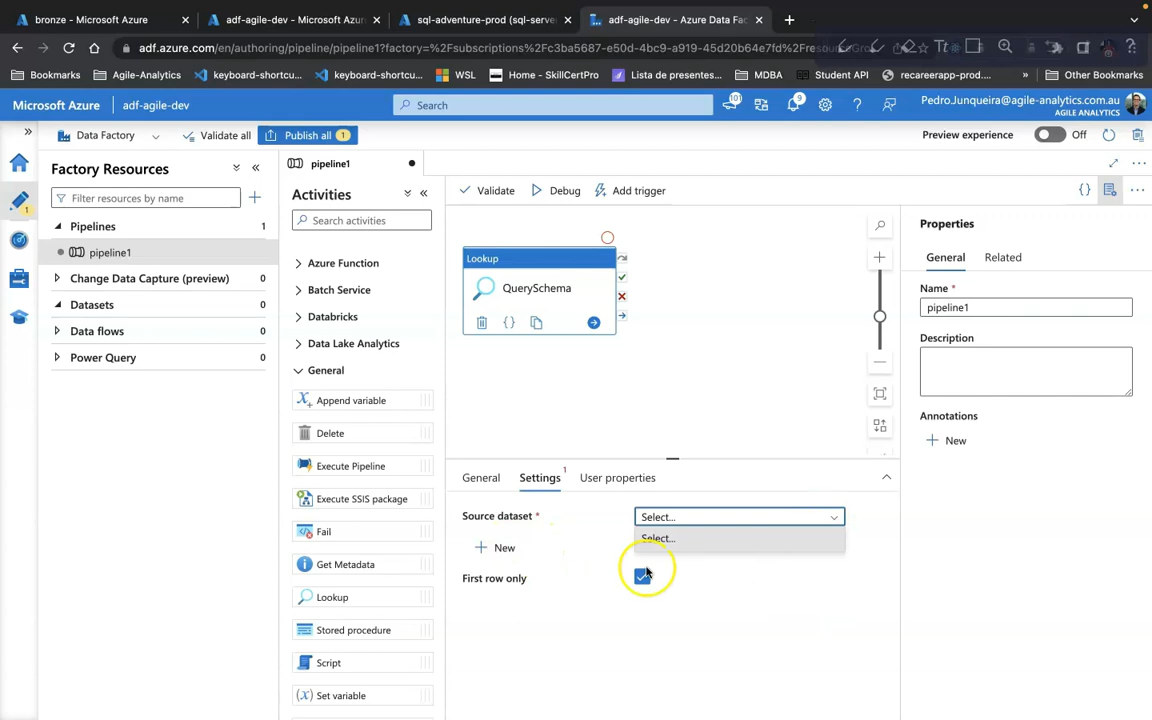 bronze - Microsoft Azure
adf-agile-dev - Microsoft Azur
sql-adventure-prod (sql-serve
adf-agile-dev - Azure Data Fac
adf.azure.com/en/authoring/pipeline/pipeline1?factory=%2Fsubscriptions%2Fc3ba5687-e50d-4bc9-a919-45d20b64e7fd%2Fresou
Bookmarks
Agile-Analytics
keyboard-shortcu...
keyboard-shortcu...
WSL
Home - SkillCertPro
Lista de presentes...
MDBA
Student API
recareerapp-prod....
»
Other Bookmarks
Microsoft Azure
adf-agile-dev
Search
101
9
Pedro.Junqueira@agile-analytics.com.au
AGILE ANALYTICS
Data Factory
Validate all
Publish all
1
Preview experience
Off
Factory Resources
Filter resources by name
Pipelines
1
pipeline1
Change Data Capture (preview)
0
Datasets
0
Data flows
0
Power Query
0
1
pipeline1
Activities
Search activities
Azure Function
Batch Service
Databricks
Data Lake Analytics
General
Append variable
Delete
Execute Pipeline
Execute SSIS package
Fail
Get Metadata
Lookup
Stored procedure
Script
Set variable
Validate
Debug
Add trigger
Lookup
QuerySchema
General
Settings
1
User properties
Source dataset *
Select...
Select...
New
First row only
Properties
General
Related
Name *
pipeline1
Description
Annotations
New